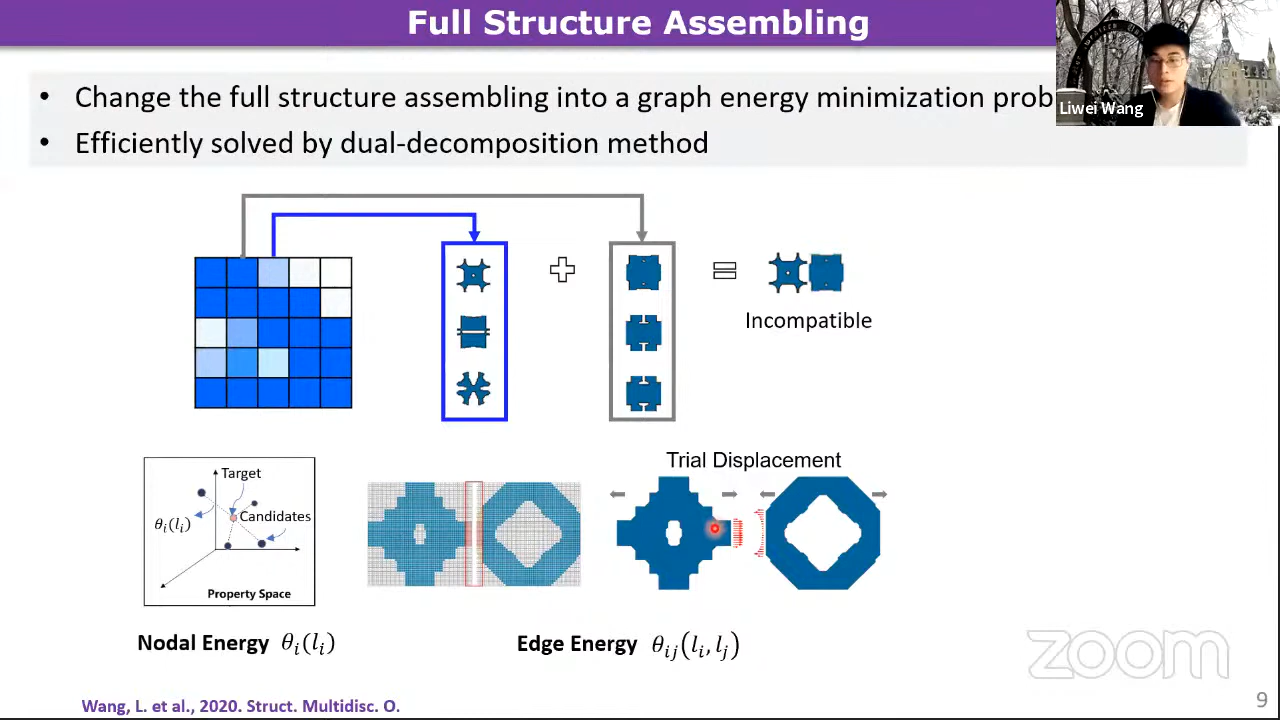 Full Structure Assembling
• Change the full structure assembling into a graph energy minimization prob
Liwei Wang
• Efficiently solved by dual-decomposition method
Incompatible
Trial Displacement
Target
θᵢ(lᵢ)
Candidates
Property Space
Nodal Energy θᵢ(lᵢ)
Edge Energy θᵢⱼ(lᵢ, lⱼ)
zoom
Wang, L. et al., 2020. Struct. Multidisc. O.
9